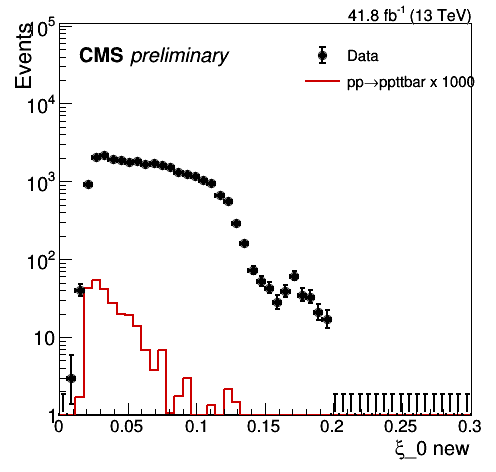 41.8 fb⁻¹ (13 TeV)
Events
CMS preliminary
Data
pp→ppttbar x 1000
10⁵
10⁴
10³
10²
10
1
0 0.05 0.1 0.15 0.2 0.25 0.3
ξ_0 new